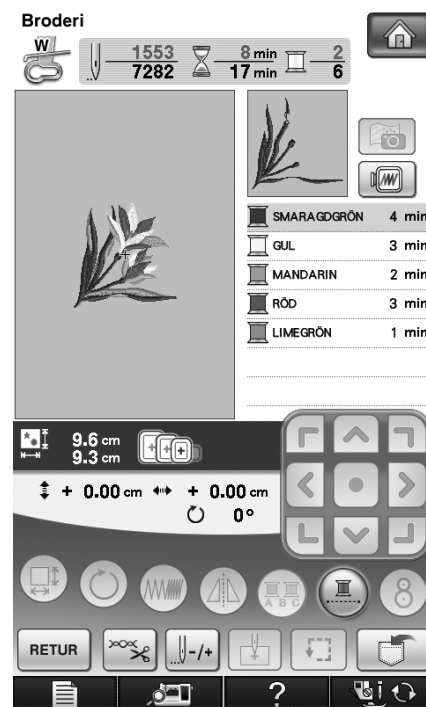 Broderi
W
1553 8 min 2
7282 17 min 6
SMARAGDGRÖN 4 min
GUL 3 min
MANDARIN 2 min
RÖD 3 min
LIMEGRÖN 1 min
9.6 cm
9.3 cm
+ 0.00 cm + 0.00 cm
0°
A B C
RETUR -/+
?